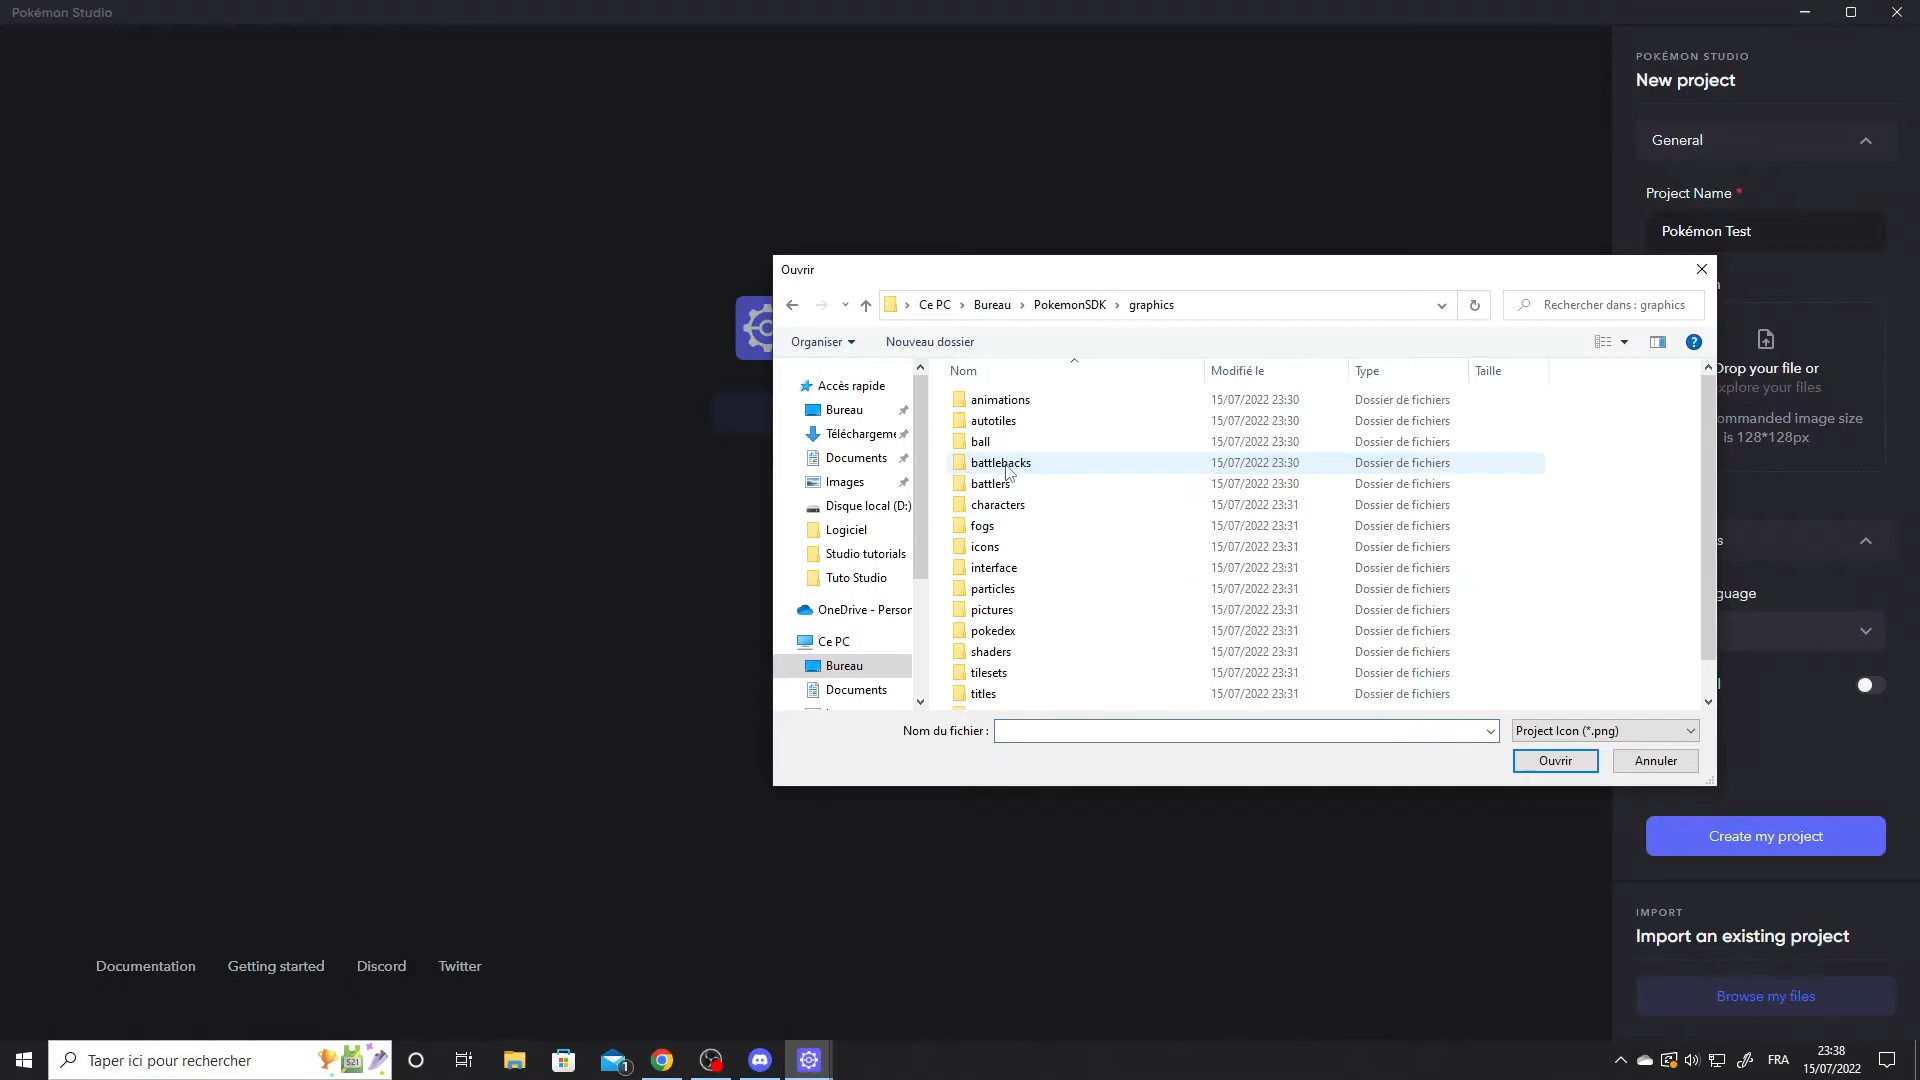 Pokémon Studio
POKÉMON STUDIO
New project
General
Project Name *
Pokémon Test
Drop your file or
explore your files
ommanded image size
is 128*128px
s
guage
Create my project
IMPORT
Import an existing project
Browse my files
Ouvrir
Ce PC > Bureau > PokemonSDK > graphics
Rechercher dans : graphics
Organiser
Nouveau dossier
Nom Modifié le Type Taille
Accès rapide
Bureau
Téléchargeme
Documents
Images
Disque local (D:)
Logiciel
Studio tutorials
Tuto Studio
OneDrive - Person
Ce PC
Bureau
Documents
animations 15/07/2022 23:30 Dossier de fichiers
autotiles 15/07/2022 23:30 Dossier de fichiers
ball 15/07/2022 23:30 Dossier de fichiers
battlebacks 15/07/2022 23:30 Dossier de fichiers
battlers 15/07/2022 23:30 Dossier de fichiers
characters 15/07/2022 23:31 Dossier de fichiers
fogs 15/07/2022 23:31 Dossier de fichiers
icons 15/07/2022 23:31 Dossier de fichiers
interface 15/07/2022 23:31 Dossier de fichiers
particles 15/07/2022 23:31 Dossier de fichiers
pictures 15/07/2022 23:31 Dossier de fichiers
pokedex 15/07/2022 23:31 Dossier de fichiers
shaders 15/07/2022 23:31 Dossier de fichiers
tilesets 15/07/2022 23:31 Dossier de fichiers
titles 15/07/2022 23:31 Dossier de fichiers
Nom du fichier :
Project Icon (*.png)
Ouvrir
Annuler
Documentation Getting started Discord Twitter
Taper ici pour rechercher
521
1
FRA
23:38
15/07/2022